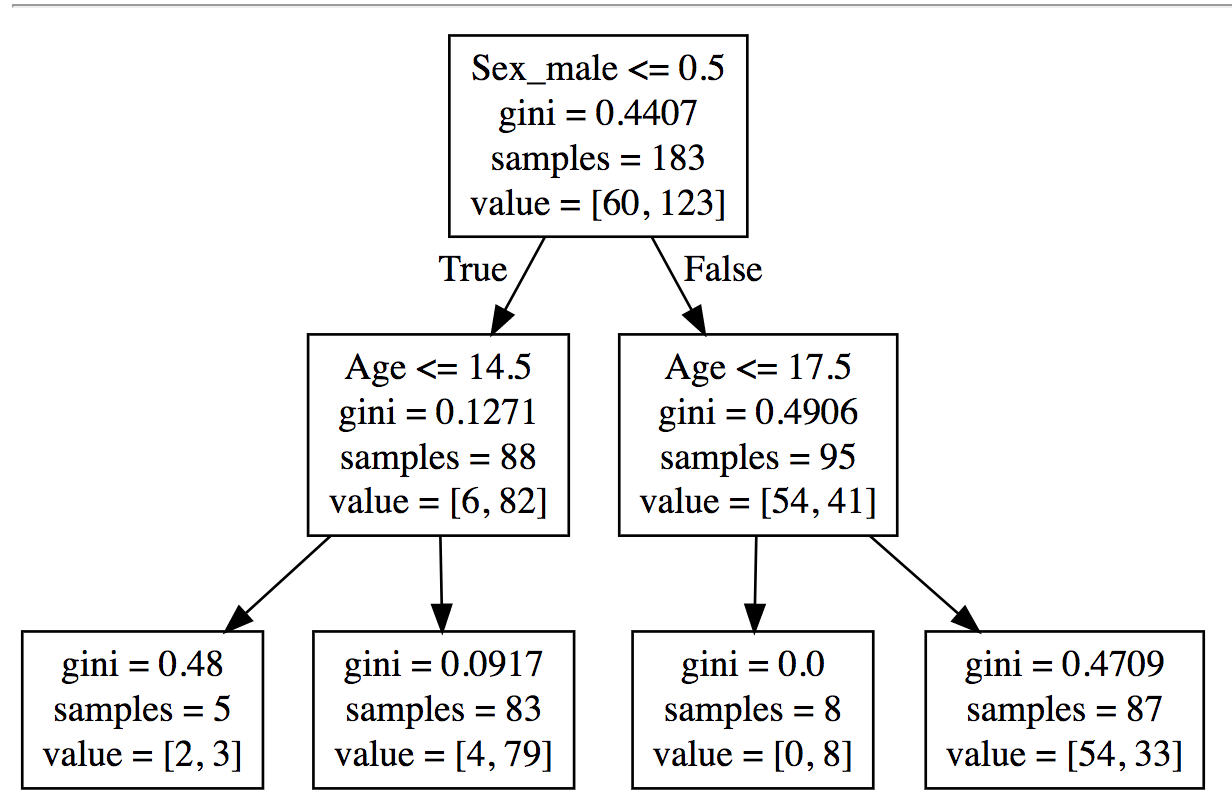 Sex_male <= 0.5
gini = 0.4407
samples = 183
value = [60, 123]
True
False
Age <= 14.5
gini = 0.1271
samples = 88
value = [6, 82]
Age <= 17.5
gini = 0.4906
samples = 95
value = [54, 41]
gini = 0.48
samples = 5
value = [2, 3]
gini = 0.0917
samples = 83
value = [4, 79]
gini = 0.0
samples = 8
value = [0, 8]
gini = 0.4709
samples = 87
value = [54, 33]